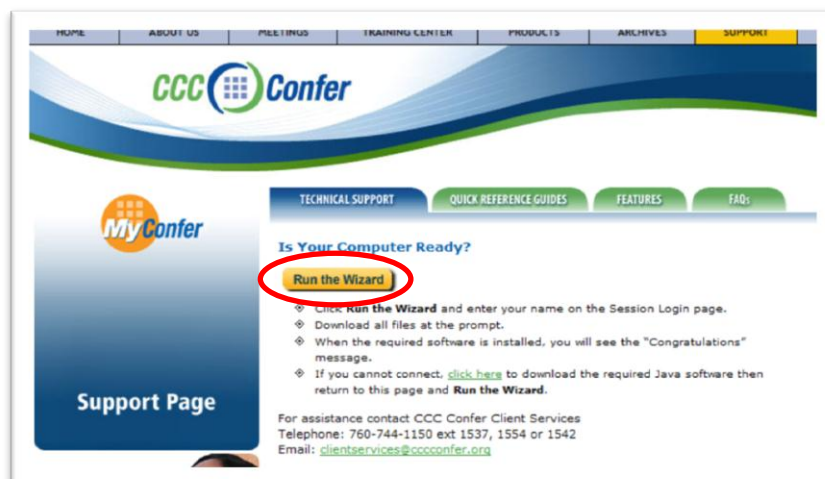 HOME ABOUT US MEETINGS TRAINING CENTER PRODUCTS ARCHIVES SUPPORT
CCC Confer
TECHNICAL SUPPORT QUICK REFERENCE GUIDES FEATURES FAQs
MyConfer
Is Your Computer Ready?
Run the Wizard
Click Run the Wizard and enter your name on the Session Login page.
Download all files at the prompt.
When the required software is installed, you will see the "Congratulations"
message.
If you cannot connect, click here to download the required Java software then
return to this page and Run the Wizard.
Support Page
For assistance contact CCC Confer Client Services
Telephone: 760-744-1150 ext 1537, 1554 or 1542
Email: clientservices@cccconfer.org